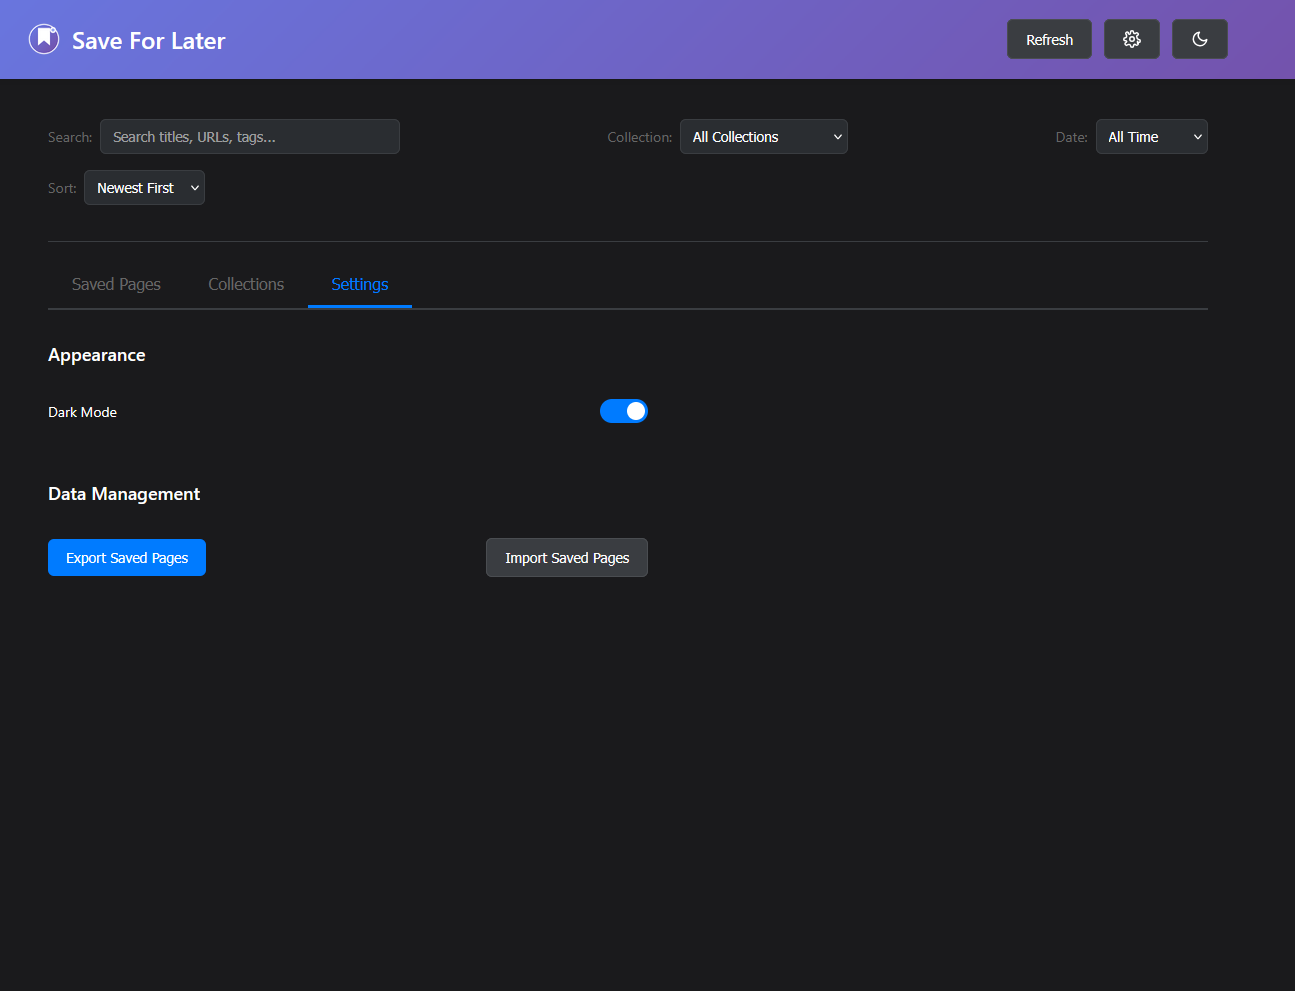 Save For Later
Refresh
Search: Search titles, URLs, tags... Collection: All Collections Date: All Time
Sort: Newest First
Saved Pages Collections Settings
Appearance
Dark Mode
Data Management
Export Saved Pages Import Saved Pages